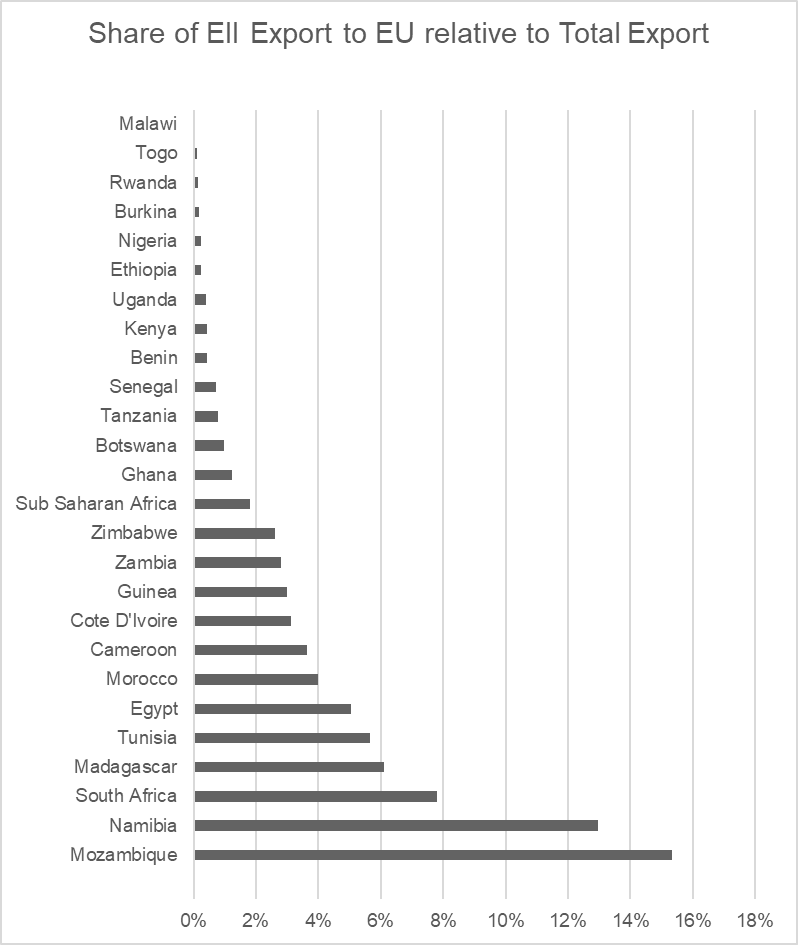 Share of EII Export to EU relative to Total Export
Malawi
Togo
Rwanda
Burkina
Nigeria
Ethiopia
Uganda
Kenya
Benin
Senegal
Tanzania
Botswana
Ghana
Sub Saharan Africa
Zimbabwe
Zambia
Guinea
Cote D'Ivoire
Cameroon
Morocco
Egypt
Tunisia
Madagascar
South Africa
Namibia
Mozambique
0% 2% 4% 6% 8% 10% 12% 14% 16% 18%